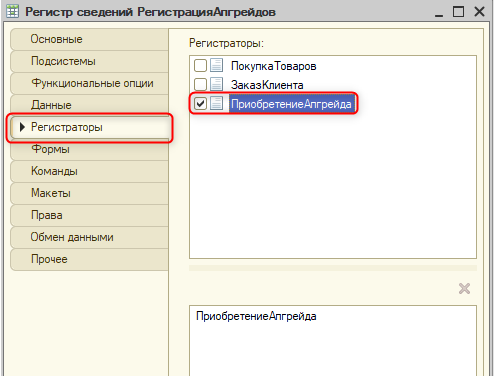 Регистр сведений РегистрацияАпгрейдов
Основные
Подсистемы
Функциональные опции
Данные
Регистраторы
Формы
Команды
Макеты
Права
Обмен данными
Прочее
Регистраторы:
ПокупкаТоваров
ЗаказКлиента
ПриобретениеАпгрейда
ПриобретениеАпгрейда